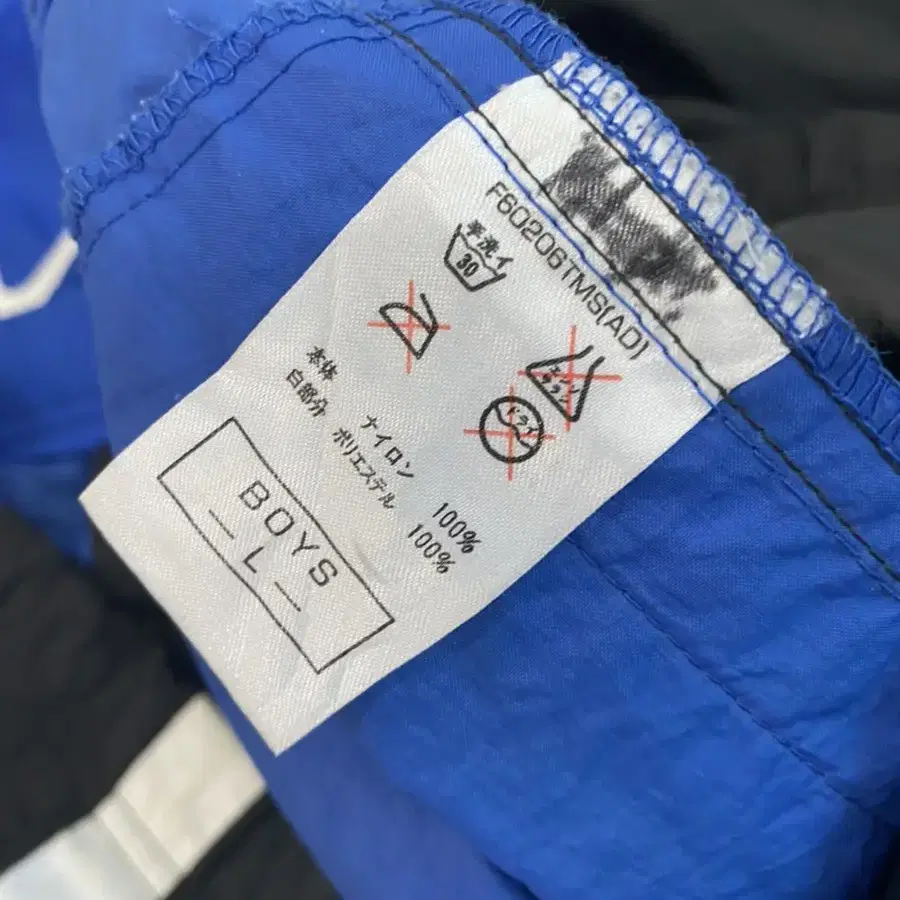 F60206TMS(AD)
手洗イ
30
エンソ
サラシ
ドライ
本体 ナイロン 100%
白部分 ポリエステル 100%
BOYS
L